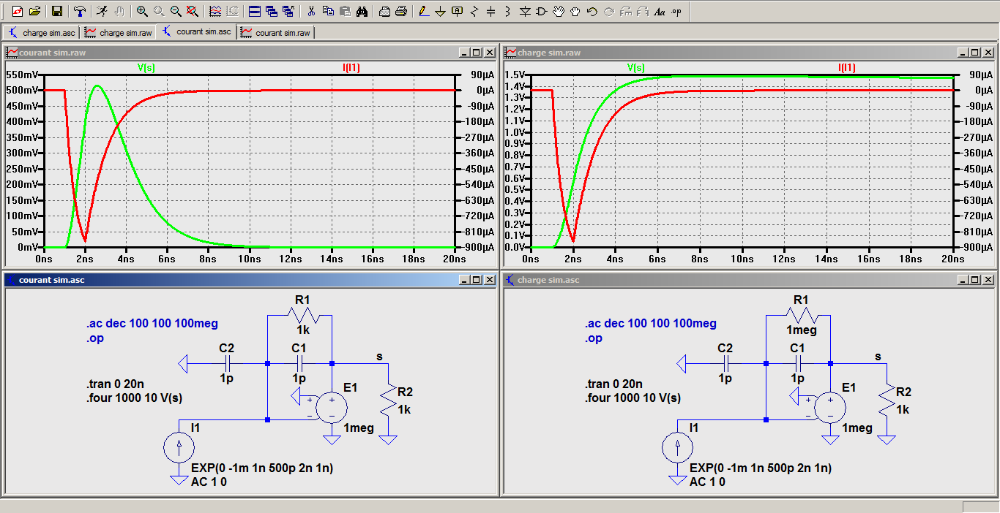 charge sim.asc charge sim.raw courant sim.asc courant sim.raw
courant sim.raw
V(s) I(I1)
550mV 90µA
500mV 0µA
450mV -90µA
400mV -180µA
350mV -270µA
300mV -360µA
250mV -450µA
200mV -540µA
150mV -630µA
100mV -720µA
50mV -810µA
0mV -900µA
0ns 2ns 4ns 6ns 8ns 10ns 12ns 14ns 16ns 18ns 20ns
charge sim.raw
V(s) I(I1)
1.5V 90µA
1.4V 0µA
1.3V -90µA
1.2V
1.1V -180µA
1.0V -270µA
0.9V
0.8V -360µA
0.7V -450µA
0.6V
0.5V -540µA
0.4V -630µA
0.3V -720µA
0.2V
0.1V -810µA
0.0V -900µA
0ns 2ns 4ns 6ns 8ns 10ns 12ns 14ns 16ns 18ns 20ns
courant sim.asc
R1
1k
.ac dec 100 100 100meg
.op
C2 C1 s
1p 1p
.tran 0 20n
.four 1000 10 V(s)
E1 R2
1k
1meg
I1
EXP(0 -1m 1n 500p 2n 1n)
AC 1 0
charge sim.asc
R1
1meg
.ac dec 100 100 100meg
.op
C2 C1 s
1p 1p
.tran 0 20n
.four 1000 10 V(s)
E1 R2
1k
1meg
I1
EXP(0 -1m 1n 500p 2n 1n)
AC 1 0